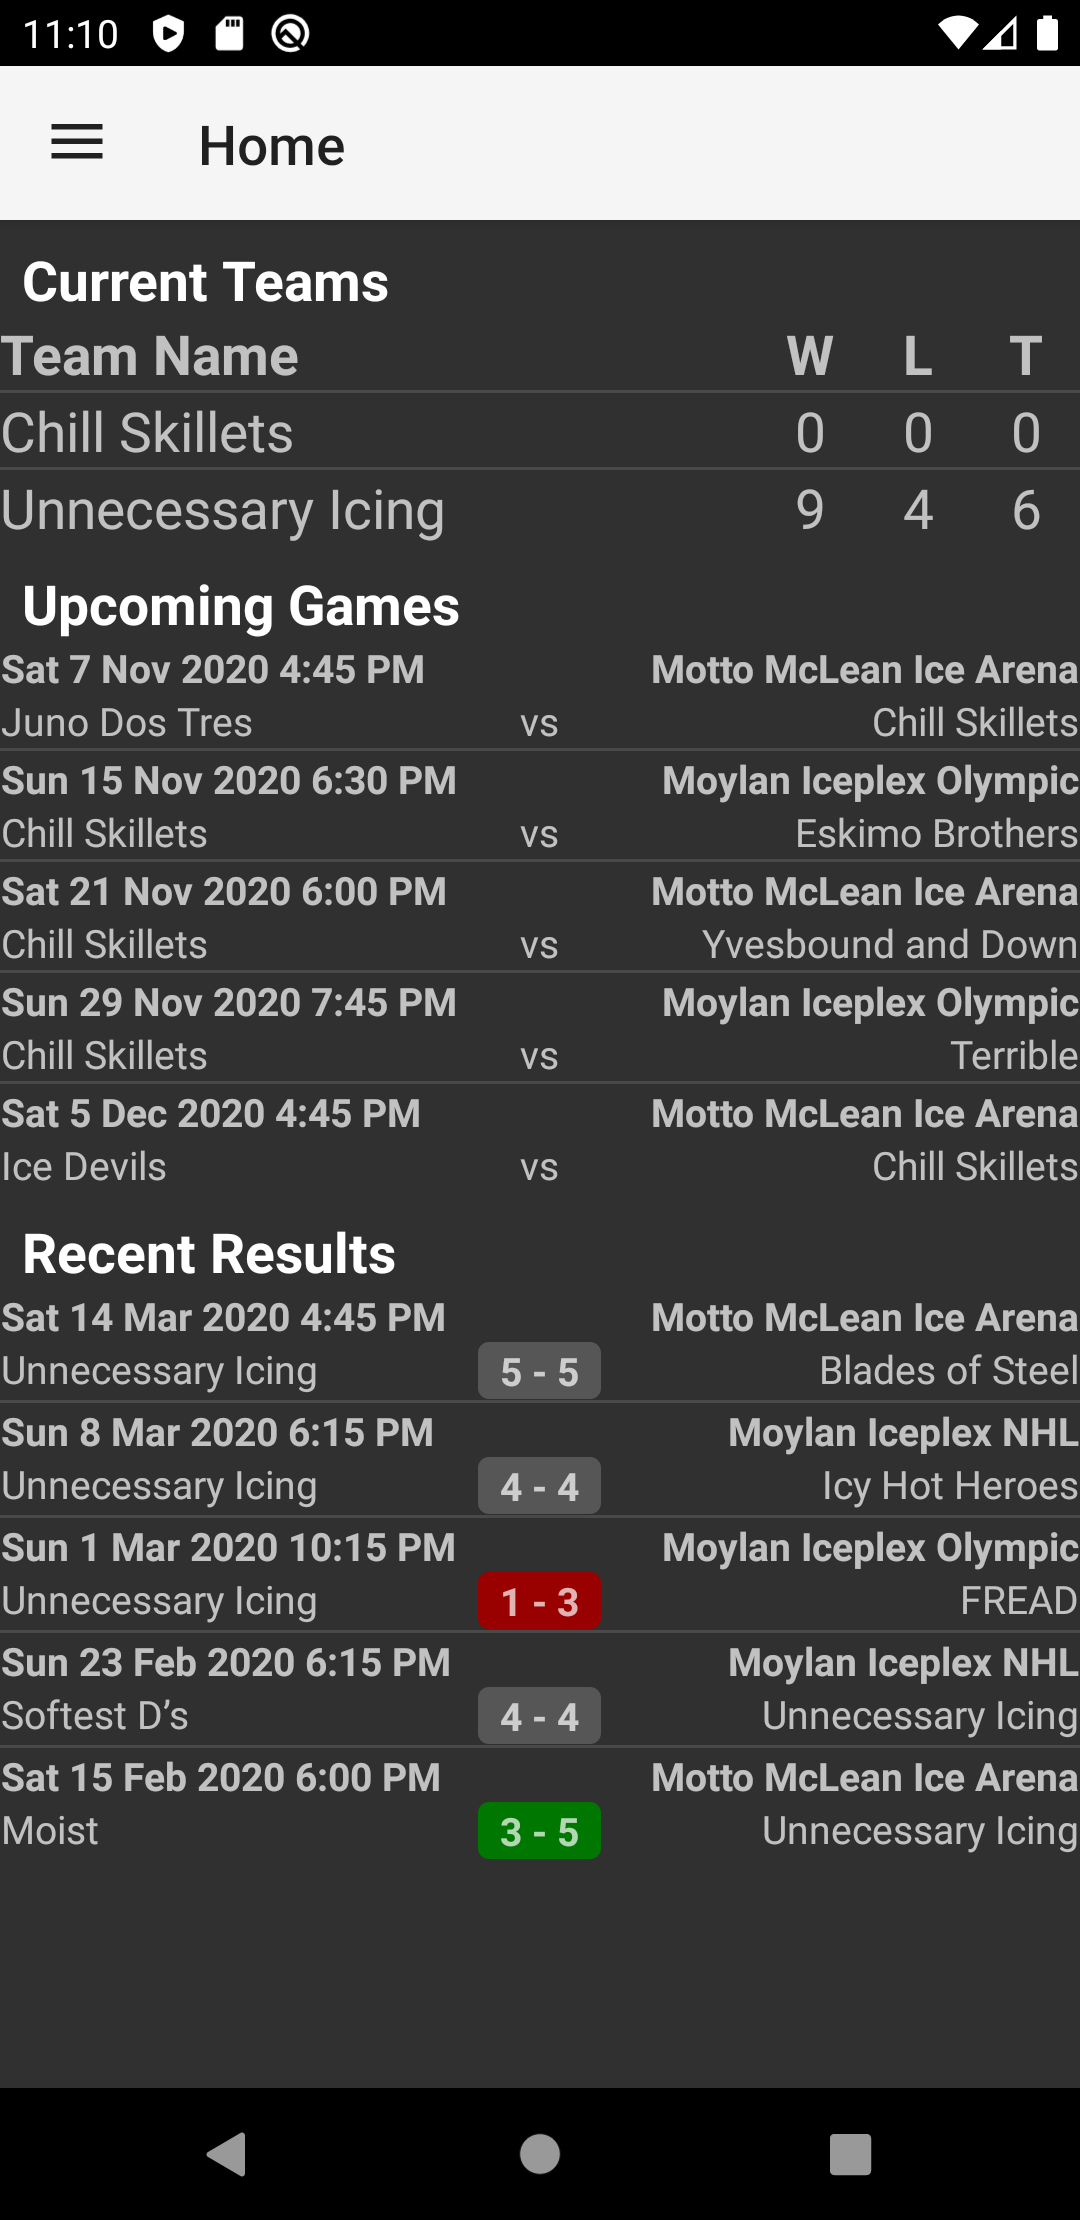 11:10
Home
Current Teams
Team Name W L T
Chill Skillets 0 0 0
Unnecessary Icing 9 4 6
Upcoming Games
Sat 7 Nov 2020 4:45 PM Motto McLean Ice Arena
Juno Dos Tres vs Chill Skillets
Sun 15 Nov 2020 6:30 PM Moylan Iceplex Olympic
Chill Skillets vs Eskimo Brothers
Sat 21 Nov 2020 6:00 PM Motto McLean Ice Arena
Chill Skillets vs Yvesbound and Down
Sun 29 Nov 2020 7:45 PM Moylan Iceplex Olympic
Chill Skillets vs Terrible
Sat 5 Dec 2020 4:45 PM Motto McLean Ice Arena
Ice Devils vs Chill Skillets
Recent Results
Sat 14 Mar 2020 4:45 PM Motto McLean Ice Arena
Unnecessary Icing 5 - 5 Blades of Steel
Sun 8 Mar 2020 6:15 PM Moylan Iceplex NHL
Unnecessary Icing 4 - 4 Icy Hot Heroes
Sun 1 Mar 2020 10:15 PM Moylan Iceplex Olympic
Unnecessary Icing 1 - 3 FREAD
Sun 23 Feb 2020 6:15 PM Moylan Iceplex NHL
Softest D’s 4 - 4 Unnecessary Icing
Sat 15 Feb 2020 6:00 PM Motto McLean Ice Arena
Moist 3 - 5 Unnecessary Icing